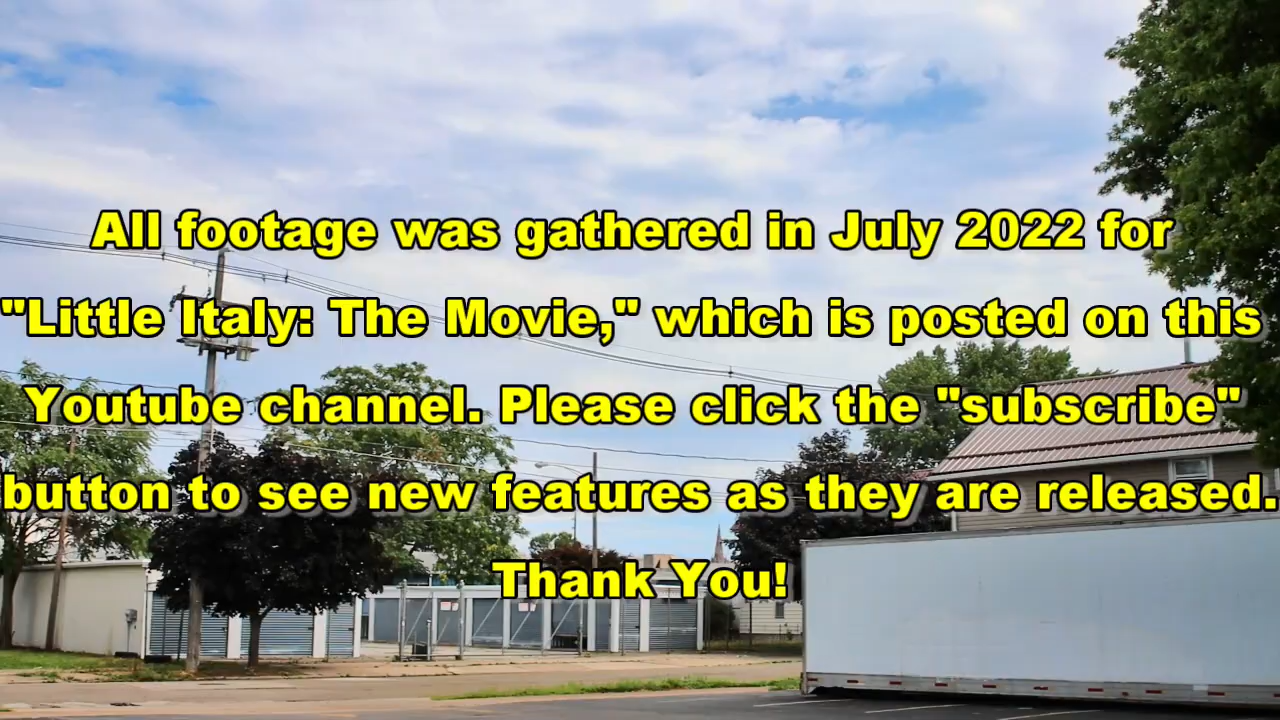 All footage was gathered in July 2022 for
"Little Italy: The Movie," which is posted on this
Youtube channel. Please click the "subscribe"
button to see new features as they are released.
Thank You!